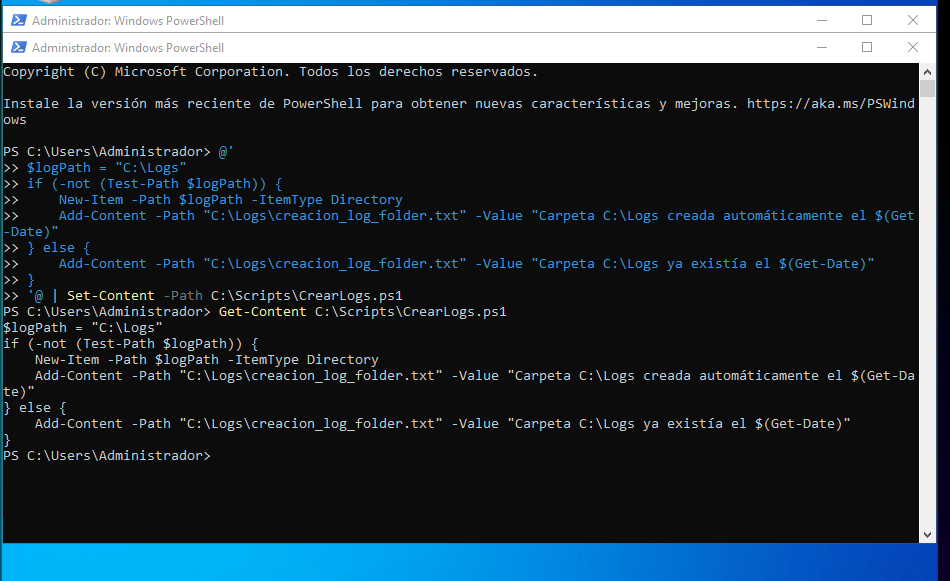 Administrador: Windows PowerShell
Administrador: Windows PowerShell
Copyright (C) Microsoft Corporation. Todos los derechos reservados.
Instale la versión más reciente de PowerShell para obtener nuevas características y mejoras. https://aka.ms/PSWind
ows
PS C:\Users\Administrador> @'
>> $logPath = "C:\Logs"
>> if (-not (Test-Path $logPath)) {
>>     New-Item -Path $logPath -ItemType Directory
>>     Add-Content -Path "C:\Logs\creacion_log_folder.txt" -Value "Carpeta C:\Logs creada automáticamente el $(Get
-Date)"
>> } else {
>>     Add-Content -Path "C:\Logs\creacion_log_folder.txt" -Value "Carpeta C:\Logs ya existía el $(Get-Date)"
>> }
>> '@ | Set-Content -Path C:\Scripts\CrearLogs.ps1
PS C:\Users\Administrador> Get-Content C:\Scripts\CrearLogs.ps1
$logPath = "C:\Logs"
if (-not (Test-Path $logPath)) {
    New-Item -Path $logPath -ItemType Directory
    Add-Content -Path "C:\Logs\creacion_log_folder.txt" -Value "Carpeta C:\Logs creada automáticamente el $(Get-Da
te)"
} else {
    Add-Content -Path "C:\Logs\creacion_log_folder.txt" -Value "Carpeta C:\Logs ya existía el $(Get-Date)"
}
PS C:\Users\Administrador>